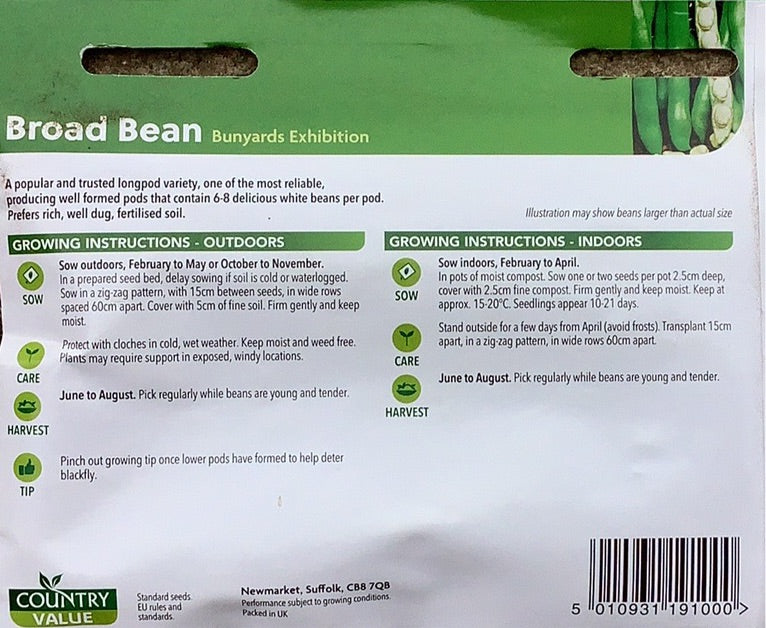 Broad Bean Bunyards Exhibition
A popular and trusted longpod variety, one of the most reliable,
producing well formed pods that contain 6-8 delicious white beans per pod.
Prefers rich, well dug, fertilised soil.
Illustration may show beans larger than actual size
GROWING INSTRUCTIONS - OUTDOORS
SOW
Sow outdoors, February to May or October to November.
In a prepared seed bed, delay sowing if soil is cold or waterlogged.
Sow in a zig-zag pattern, with 15cm between seeds, in wide rows
spaced 60cm apart. Cover with 5cm of fine soil. Firm gently and keep
moist.
CARE
Protect with cloches in cold, wet weather. Keep moist and weed free.
Plants may require support in exposed, windy locations.
HARVEST
June to August. Pick regularly while beans are young and tender.
TIP
Pinch out growing tip once lower pods have formed to help deter
blackfly.
GROWING INSTRUCTIONS - INDOORS
SOW
Sow indoors, February to April.
In pots of moist compost. Sow one or two seeds per pot 2.5cm deep,
cover with 2.5cm fine compost. Firm gently and keep moist. Keep at
approx. 15-20°C. Seedlings appear 10-21 days.
CARE
Stand outside for a few days from April (avoid frosts). Transplant 15cm
apart, in a zig-zag pattern, in wide rows 60cm apart.
HARVEST
June to August. Pick regularly while beans are young and tender.
COUNTRY
VALUE
Standard seeds.
EU rules and
standards.
Newmarket, Suffolk, CB8 7QB
Performance subject to growing conditions.
Packed in UK
5 010931 191000 >